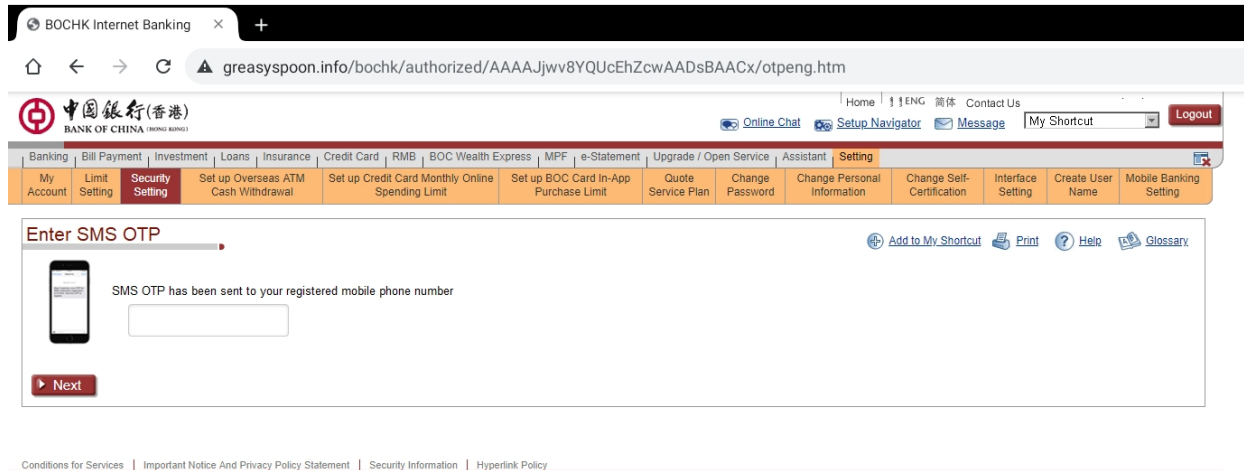 BOCHK Internet Banking
greasyspoon.info/bochk/authorized/AAAAJjwv8YQUcEhZcwAADsBAACx/otpeng.htm
中国銀行(香港)
BANK OF CHINA (HONG KONG)
Home ENG 简体 Contact Us
Online Chat Setup Navigator Message My Shortcut Logout
Banking Bill Payment Investment Loans Insurance Credit Card RMB BOC Wealth Express MPF e-Statement Upgrade / Open Service Assistant Setting
My Account Limit Setting Security Setting Set up Overseas ATM Cash Withdrawal Set up Credit Card Monthly Online Spending Limit Set up BOC Card In-App Purchase Limit Quote Service Plan Change Password Change Personal Information Change Self-Certification Interface Setting Create User Name Mobile Banking Setting
Enter SMS OTP
Add to My Shortcut Print Help Glossary
SMS OTP has been sent to your registered mobile phone number
Next
Conditions for Services | Important Notice And Privacy Policy Statement | Security Information | Hyperlink Policy